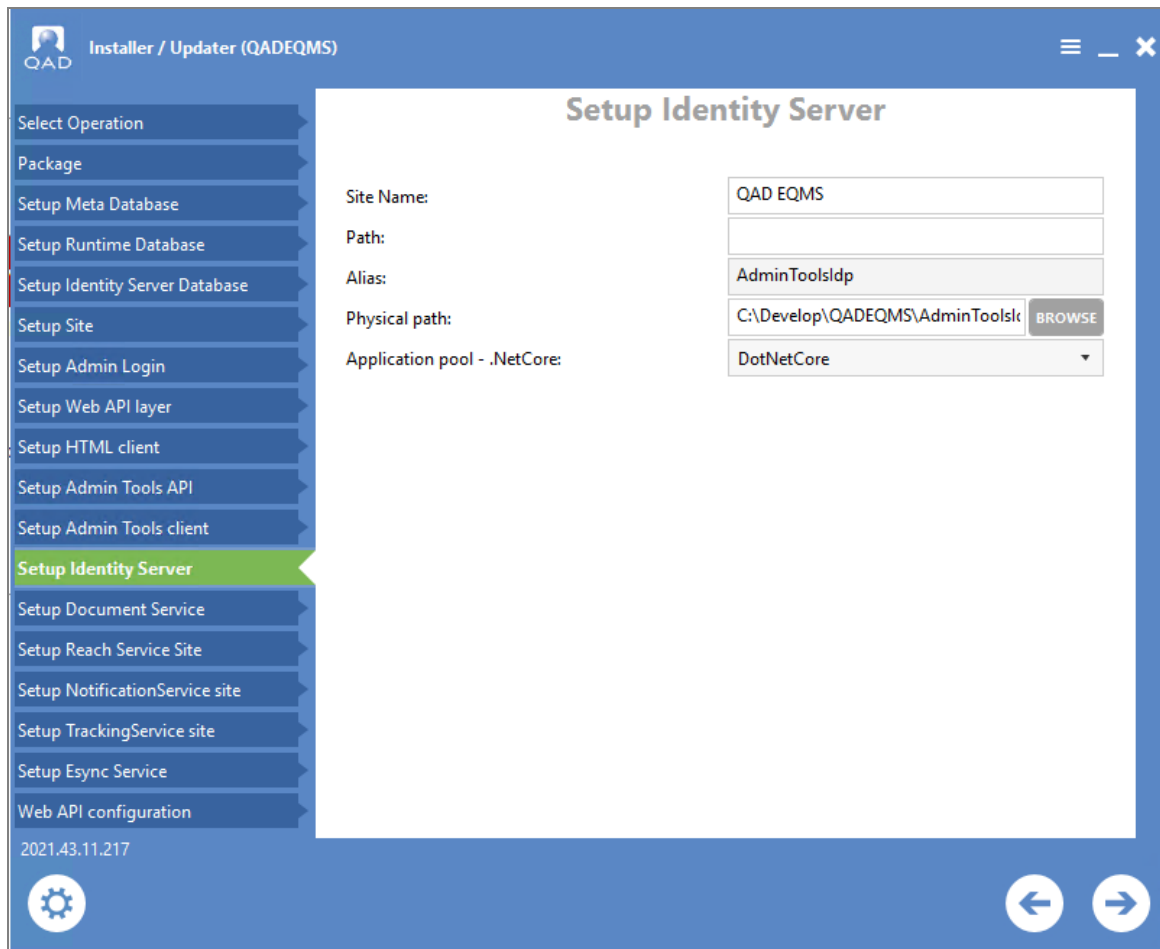 QAD
Installer / Updater (QADEQMS)
Select Operation
Package
Setup Meta Database
Setup Runtime Database
Setup Identity Server Database
Setup Site
Setup Admin Login
Setup Web API layer
Setup HTML client
Setup Admin Tools API
Setup Admin Tools client
Setup Identity Server
Setup Document Service
Setup Reach Service Site
Setup NotificationService site
Setup TrackingService site
Setup Esync Service
Web API configuration
2021.43.11.217
Setup Identity Server
Site Name: QAD EQMS
Path:
Alias: AdminToolsIdp
Physical path: C:\Develop\QADEQMS\AdminToolsId BROWSE
Application pool - .NetCore: DotNetCore